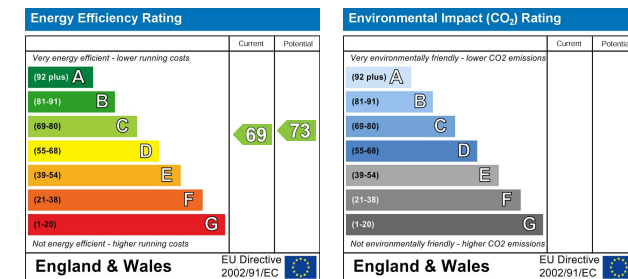 Energy Efficiency Rating
Current Potential
Very energy efficient - lower running costs
(92 plus) A
(81-91) B
(69-80) C
69 73
(55-68) D
(39-54) E
(21-38) F
(1-20) G
Not energy efficient - higher running costs
England & Wales
EU Directive
2002/91/EC
Environmental Impact (CO₂) Rating
Current Potentia
Very environmentally friendly - lower CO2 emissions
(92 plus) A
(81-91) B
(69-80) C
(55-68) D
(39-54) E
(21-38) F
(1-20) G
Not environmentally friendly - higher CO2 emissions
England & Wales
EU Directive
2002/91/EC